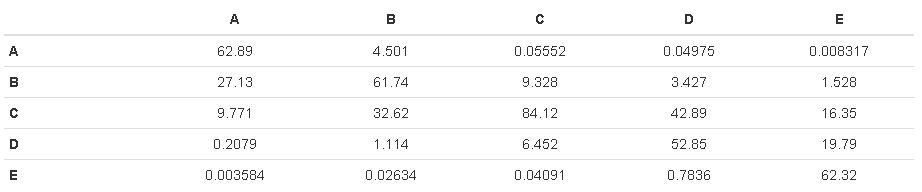 A B C D E
A 62.89 4.501 0.05552 0.04975 0.008317
B 27.13 61.74 9.328 3.427 1.528
C 9.771 32.62 84.12 42.89 16.35
D 0.2079 1.114 6.452 52.85 19.79
E 0.003584 0.02634 0.04091 0.7836 62.32